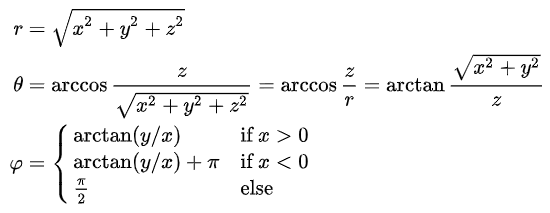 r = √(x² + y² + z²)
θ = arccos z/√(x² + y² + z²) = arccos z/r = arctan √(x² + y²)/z
φ = { arctan(y/x) if x > 0
arctan(y/x) + π if x < 0
π/2 else